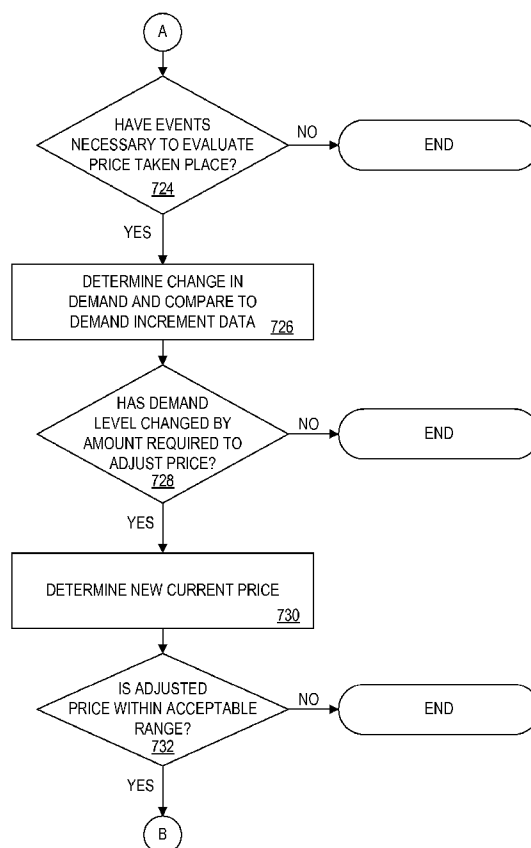 A
HAVE EVENTS
NECESSARY TO EVALUATE
PRICE TAKEN PLACE?
724
NO
END
YES
DETERMINE CHANGE IN
DEMAND AND COMPARE TO
DEMAND INCREMENT DATA
726
HAS DEMAND
LEVEL CHANGED BY
AMOUNT REQUIRED TO
ADJUST PRICE?
728
NO
END
YES
DETERMINE NEW CURRENT PRICE
730
IS ADJUSTED
PRICE WITHIN ACCEPTABLE
RANGE?
732
NO
END
YES
B